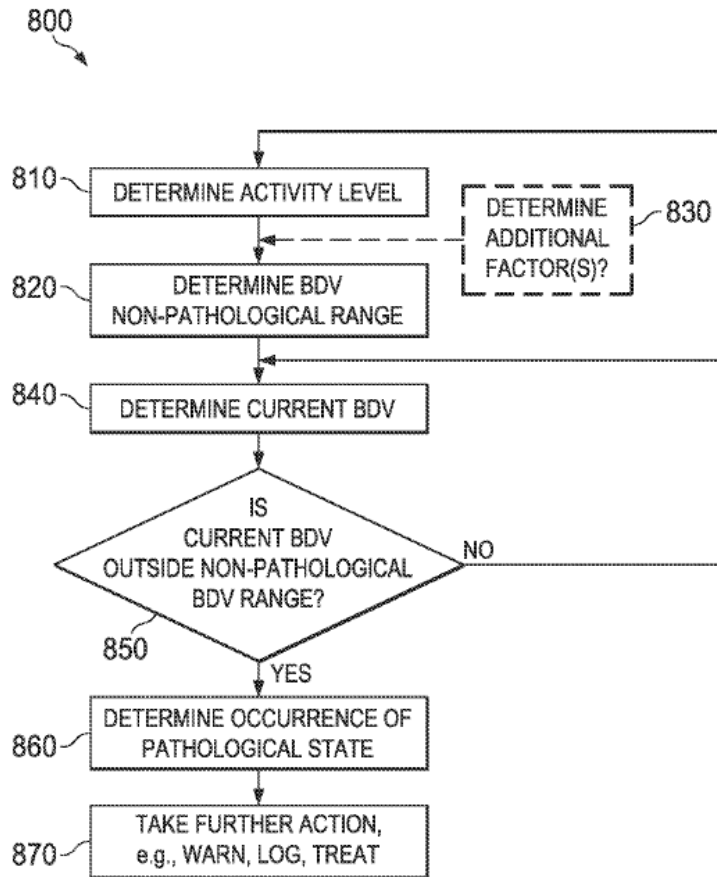 800
810
DETERMINE ACTIVITY LEVEL
DETERMINE
ADDITIONAL
FACTOR(S)?
830
820
DETERMINE BDV
NON-PATHOLOGICAL RANGE
840
DETERMINE CURRENT BDV
IS
CURRENT BDV
OUTSIDE NON-PATHOLOGICAL
BDV RANGE?
NO
850
YES
860
DETERMINE OCCURRENCE OF
PATHOLOGICAL STATE
870
TAKE FURTHER ACTION,
e.g., WARN, LOG, TREAT